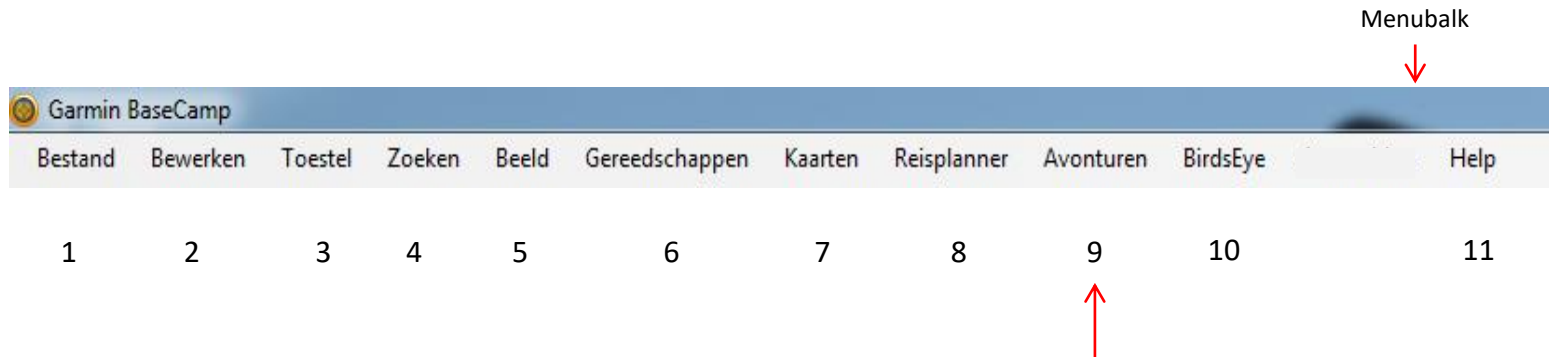 Menubalk
Garmin BaseCamp
Bestand Bewerken Toestel Zoeken Beeld Gereedschappen Kaarten Reisplanner Avonturen BirdsEye Help
1 2 3 4 5 6 7 8 9 10 11